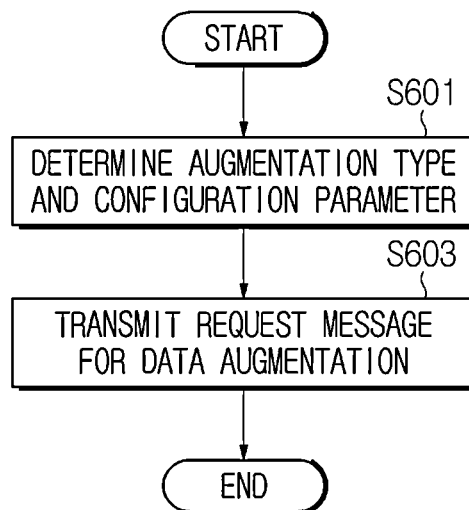 START
S601
DETERMINE AUGMENTATION TYPE
AND CONFIGURATION PARAMETER
S603
TRANSMIT REQUEST MESSAGE
FOR DATA AUGMENTATION
END